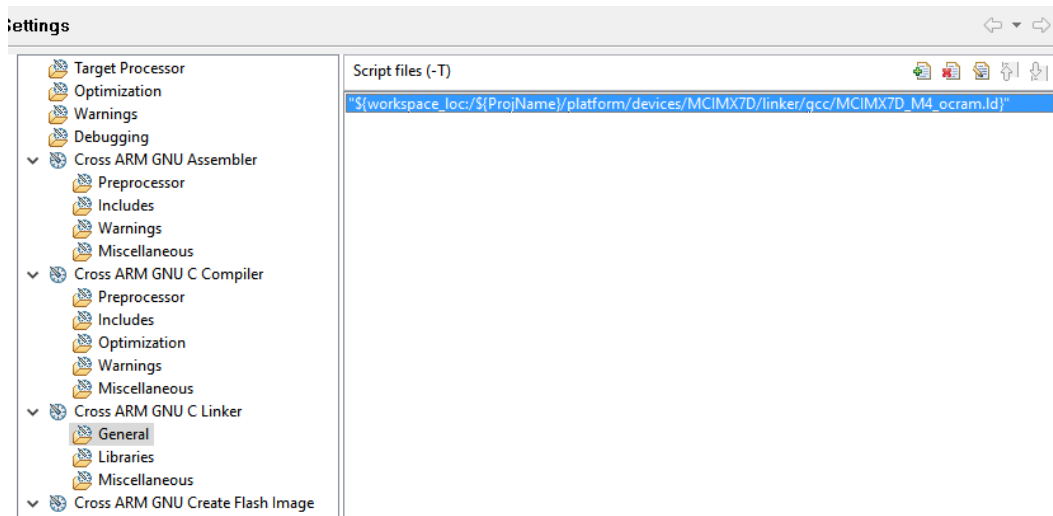 Settings
Target Processor
Optimization
Warnings
Debugging
Cross ARM GNU Assembler
Preprocessor
Includes
Warnings
Miscellaneous
Cross ARM GNU C Compiler
Preprocessor
Includes
Optimization
Warnings
Miscellaneous
Cross ARM GNU C Linker
General
Libraries
Miscellaneous
Cross ARM GNU Create Flash Image
Script files (-T)
"${workspace_loc:/${ProjName}/platform/devices/MCIMX7D/linker/gcc/MCIMX7D_M4_ocram.ld}"